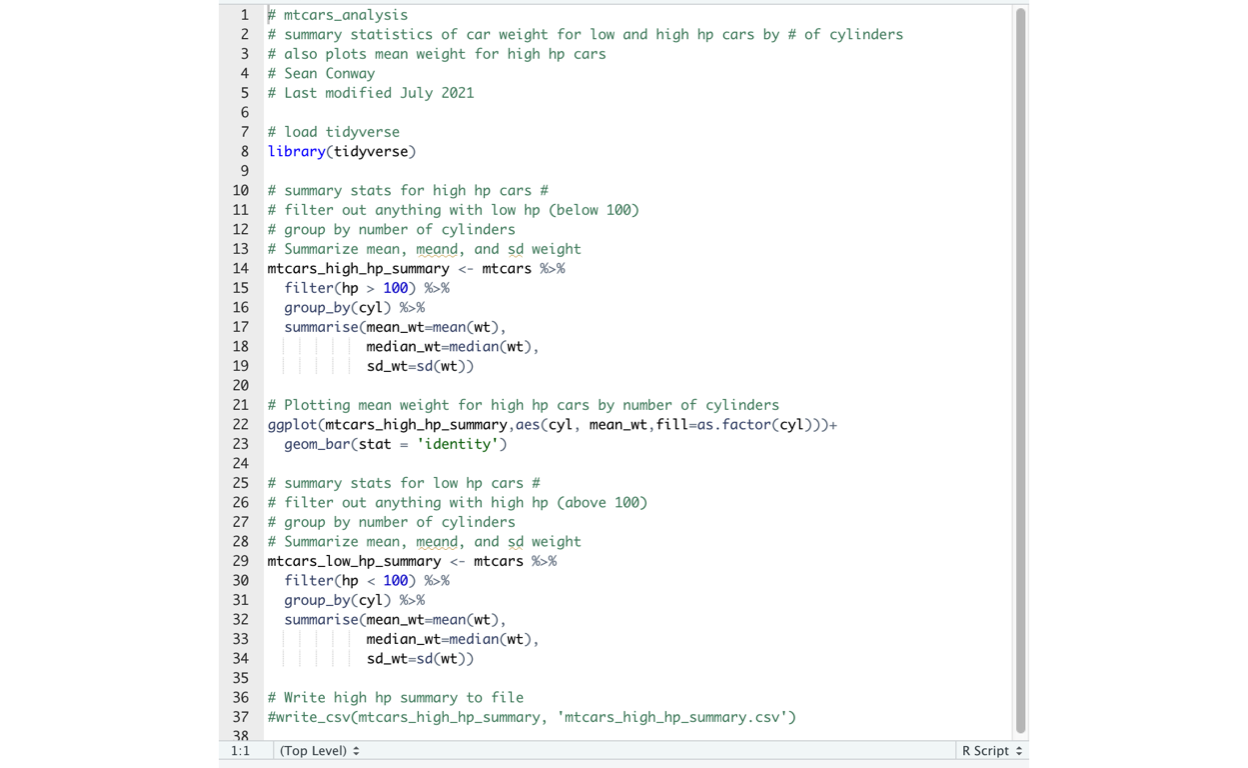 1 # mtcars_analysis
2 # summary statistics of car weight for low and high hp cars by # of cylinders
3 # also plots mean weight for high hp cars
4 # Sean Conway
5 # Last modified July 2021
6
7 # load tidyverse
8 library(tidyverse)
9
10 # summary stats for high hp cars #
11 # filter out anything with low hp (below 100)
12 # group by number of cylinders
13 # Summarize mean, meand, and sd weight
14 mtcars_high_hp_summary <- mtcars %>%
15 filter(hp > 100) %>%
16 group_by(cyl) %>%
17 summarise(mean_wt=mean(wt),
18 median_wt=median(wt),
19 sd_wt=sd(wt))
20
21 # Plotting mean weight for high hp cars by number of cylinders
22 ggplot(mtcars_high_hp_summary,aes(cyl, mean_wt,fill=as.factor(cyl)))+
23 geom_bar(stat = 'identity')
24
25 # summary stats for low hp cars #
26 # filter out anything with high hp (above 100)
27 # group by number of cylinders
28 # Summarize mean, meand, and sd weight
29 mtcars_low_hp_summary <- mtcars %>%
30 filter(hp < 100) %>%
31 group_by(cyl) %>%
32 summarise(mean_wt=mean(wt),
33 median_wt=median(wt),
34 sd_wt=sd(wt))
35
36 # Write high hp summary to file
37 #write_csv(mtcars_high_hp_summary, 'mtcars_high_hp_summary.csv')
38
1:1 (Top Level) R Script